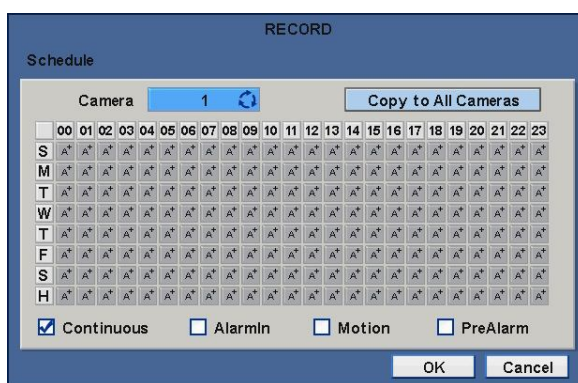 RECORD
Schedule
Camera 1 Copy to All Cameras
00 01 02 03 04 05 06 07 08 09 10 11 12 13 14 15 16 17 18 19 20 21 22 23
S A+ A+ A+ A+ A+ A+ A+ A+ A+ A+ A+ A+ A+ A+ A+ A+ A+ A+ A+ A+ A+ A+ A+ A+
M A+ A+ A+ A+ A+ A+ A+ A+ A+ A+ A+ A+ A+ A+ A+ A+ A+ A+ A+ A+ A+ A+ A+ A+
T A+ A+ A+ A+ A+ A+ A+ A+ A+ A+ A+ A+ A+ A+ A+ A+ A+ A+ A+ A+ A+ A+ A+ A+
W A+ A+ A+ A+ A+ A+ A+ A+ A+ A+ A+ A+ A+ A+ A+ A+ A+ A+ A+ A+ A+ A+ A+ A+
T A+ A+ A+ A+ A+ A+ A+ A+ A+ A+ A+ A+ A+ A+ A+ A+ A+ A+ A+ A+ A+ A+ A+ A+
F A+ A+ A+ A+ A+ A+ A+ A+ A+ A+ A+ A+ A+ A+ A+ A+ A+ A+ A+ A+ A+ A+ A+ A+
S A+ A+ A+ A+ A+ A+ A+ A+ A+ A+ A+ A+ A+ A+ A+ A+ A+ A+ A+ A+ A+ A+ A+ A+
H A+ A+ A+ A+ A+ A+ A+ A+ A+ A+ A+ A+ A+ A+ A+ A+ A+ A+ A+ A+ A+ A+ A+ A+
Continuous AlarmIn Motion PreAlarm
OK Cancel